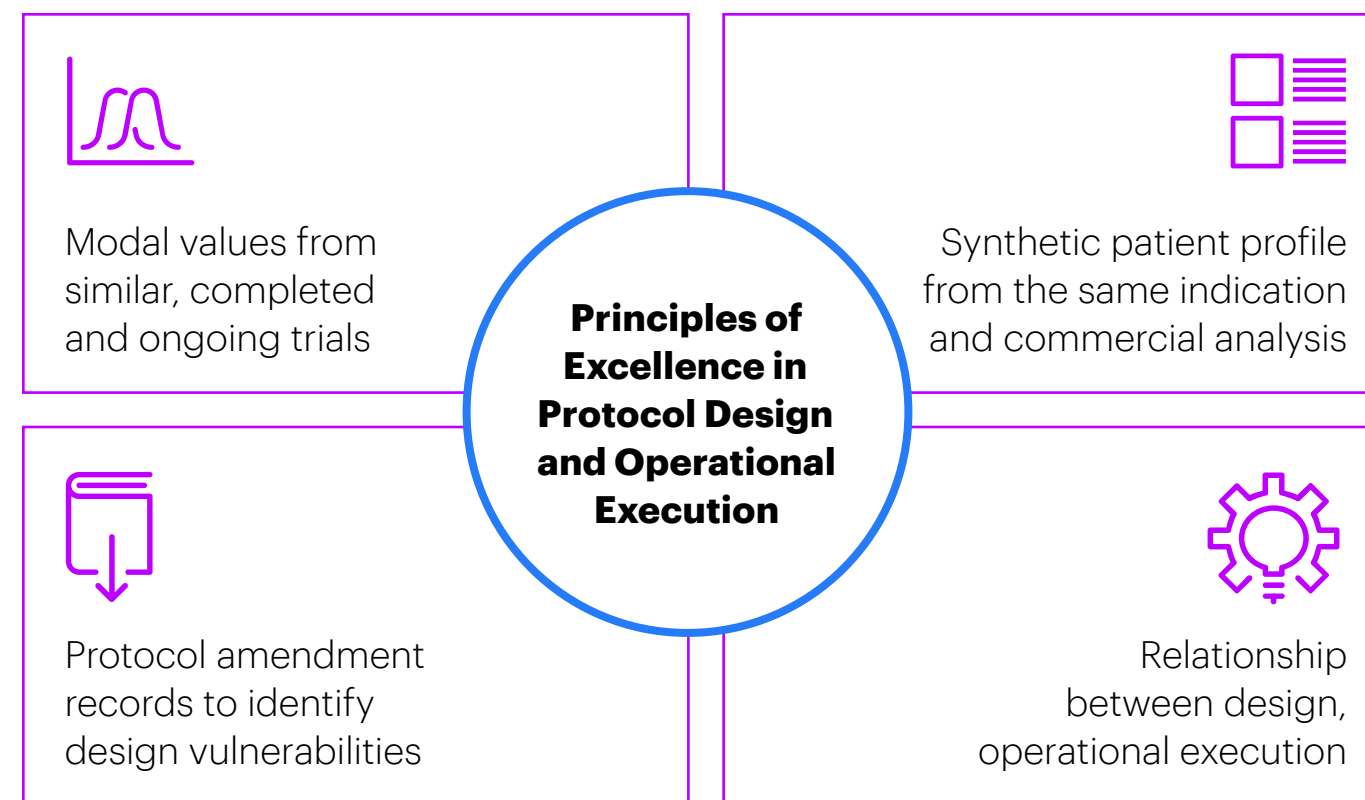 Modal values from
similar, completed
and ongoing trials
Synthetic patient profile
from the same indication
and commercial analysis
Principles of
Excellence in
Protocol Design
and Operational
Execution
Protocol amendment
records to identify
design vulnerabilities
Relationship
between design,
operational execution